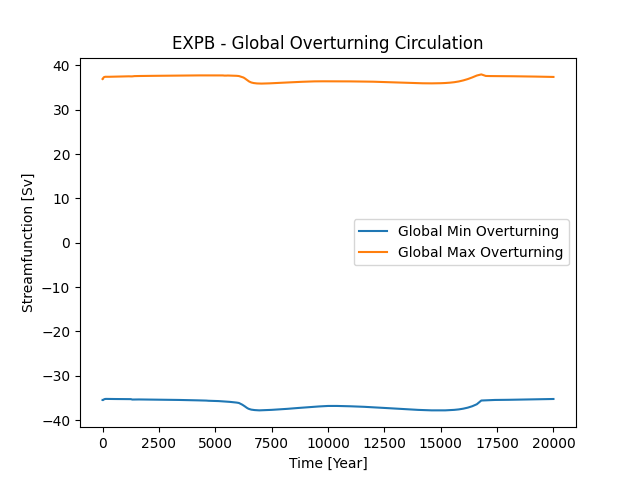 EXPB - Global Overturning Circulation
40
30
20
10
0
−10
−20
−30
−40
Streamfunction [Sv]
Global Min Overturning
Global Max Overturning
0 2500 5000 7500 10000 12500 15000 17500 20000
Time [Year]